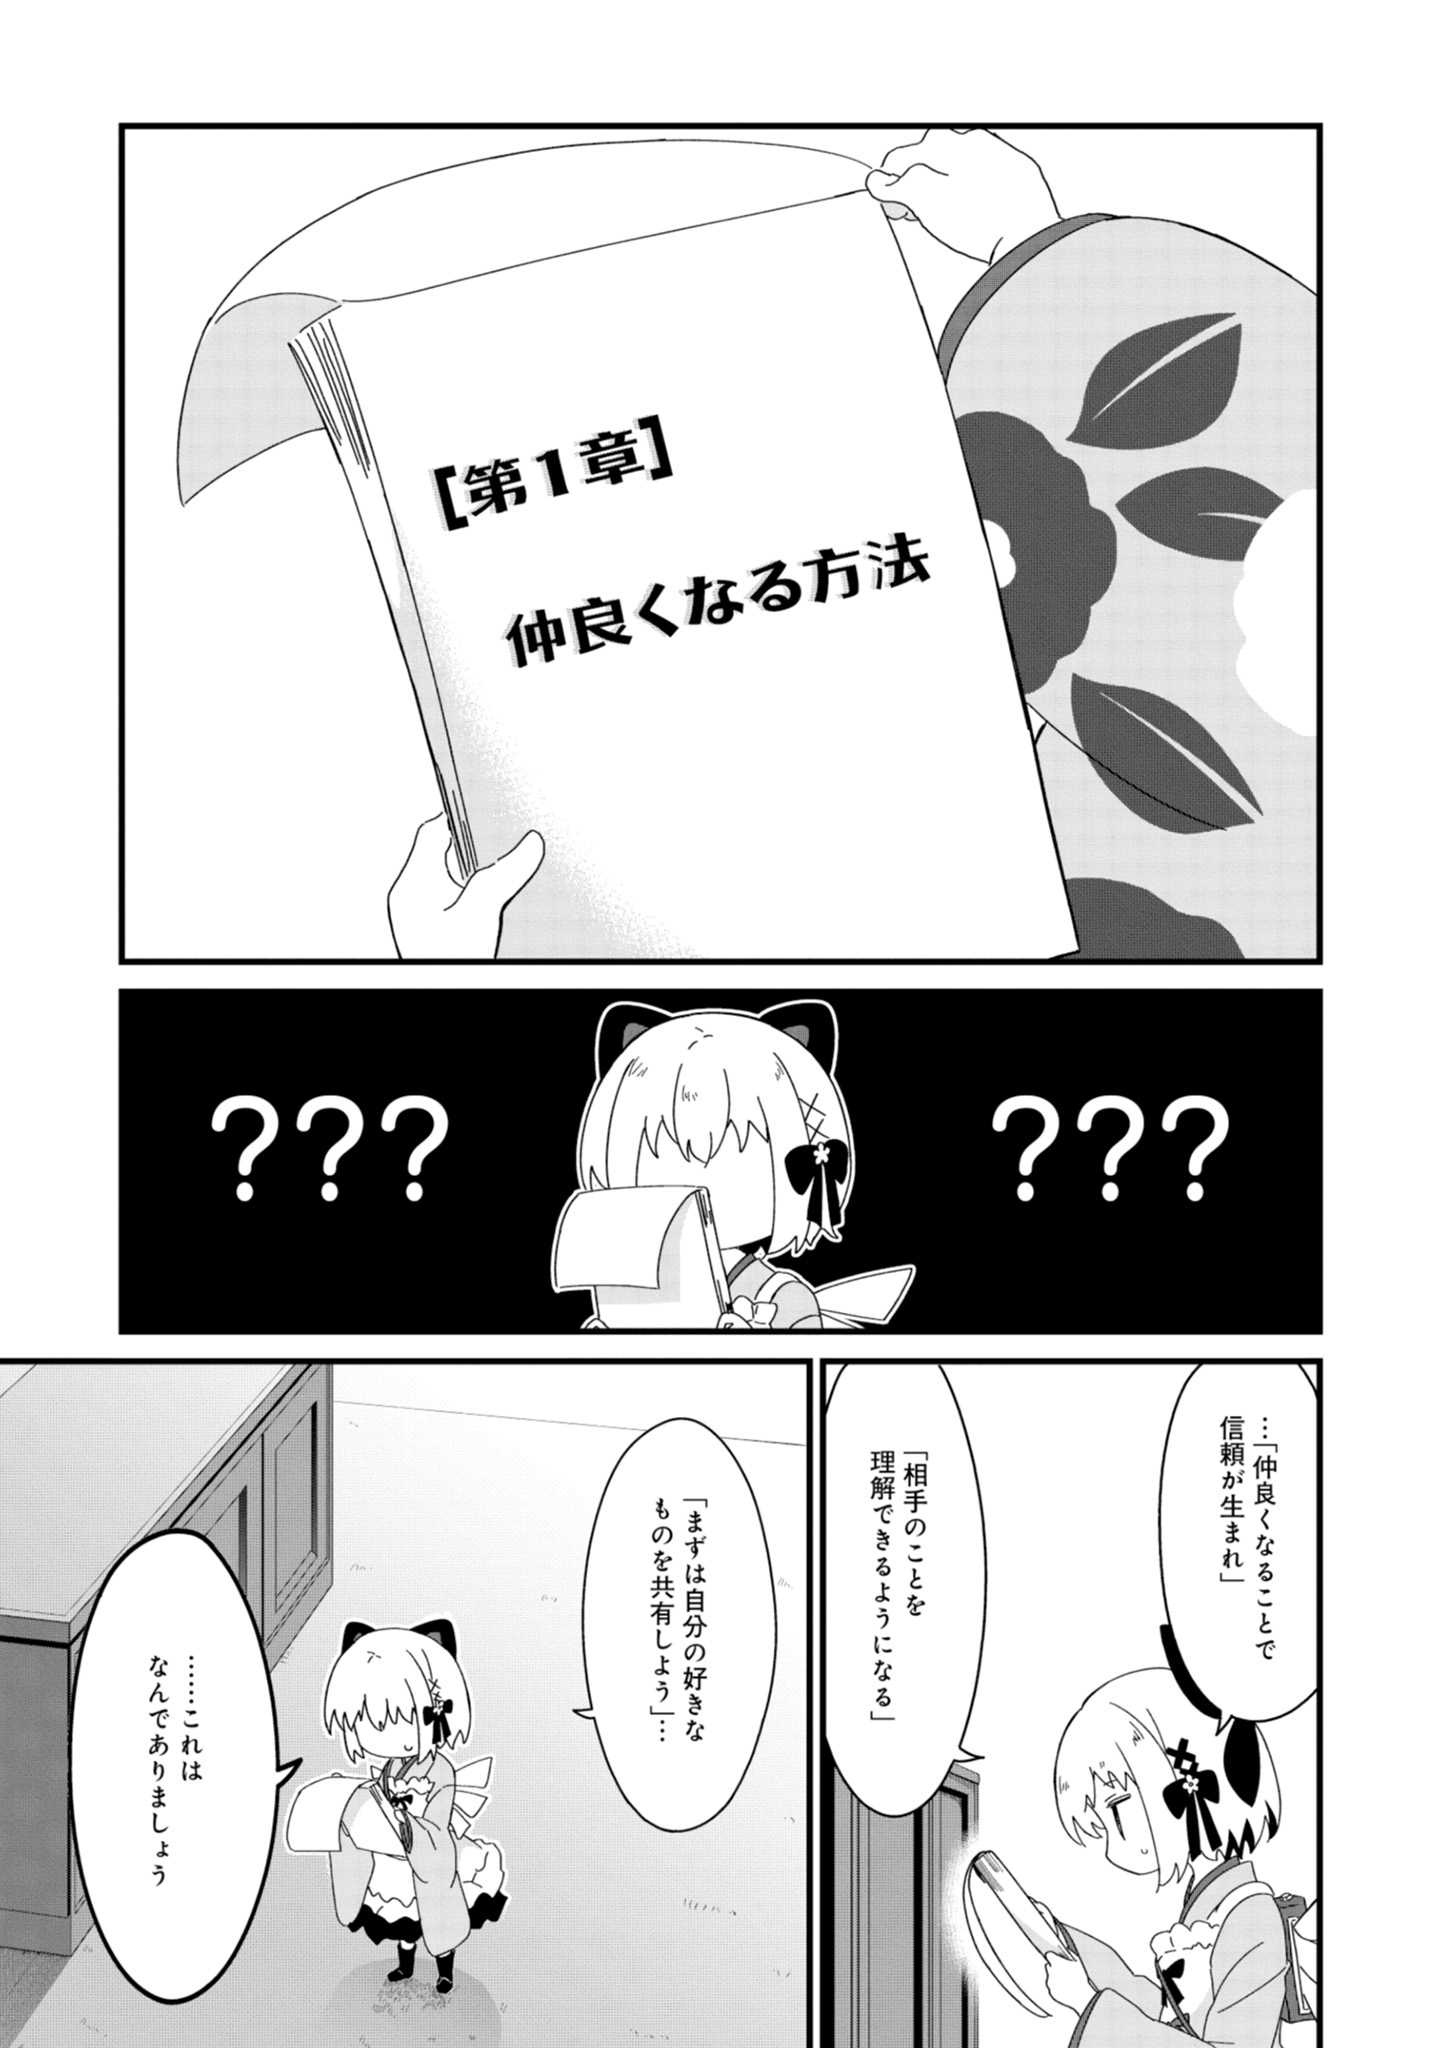 ［第1章］
仲良くなる方法
？？？
？？？
…「仲良くなることで
信頼が生まれ」
「相手のことを
理解できるようになる」
「まずは自分の好きな
ものを共有しよう」…
……これは
なんでありましょう